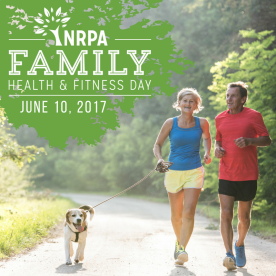 NRPA
FAMILY
HEALTH & FITNESS DAY
JUNE 10, 2017